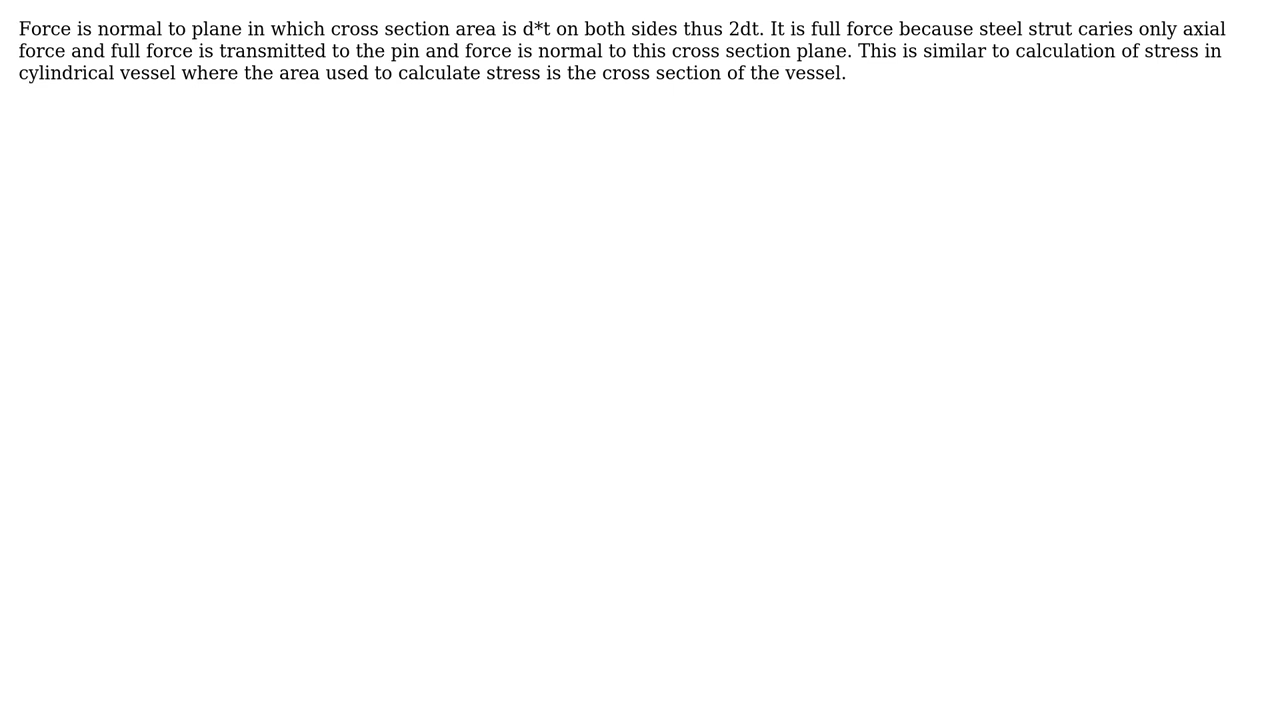 Force is normal to plane in which cross section area is d*t on both sides thus 2dt. It is full force because steel strut caries only axial
force and full force is transmitted to the pin and force is normal to this cross section plane. This is similar to calculation of stress in
cylindrical vessel where the area used to calculate stress is the cross section of the vessel.